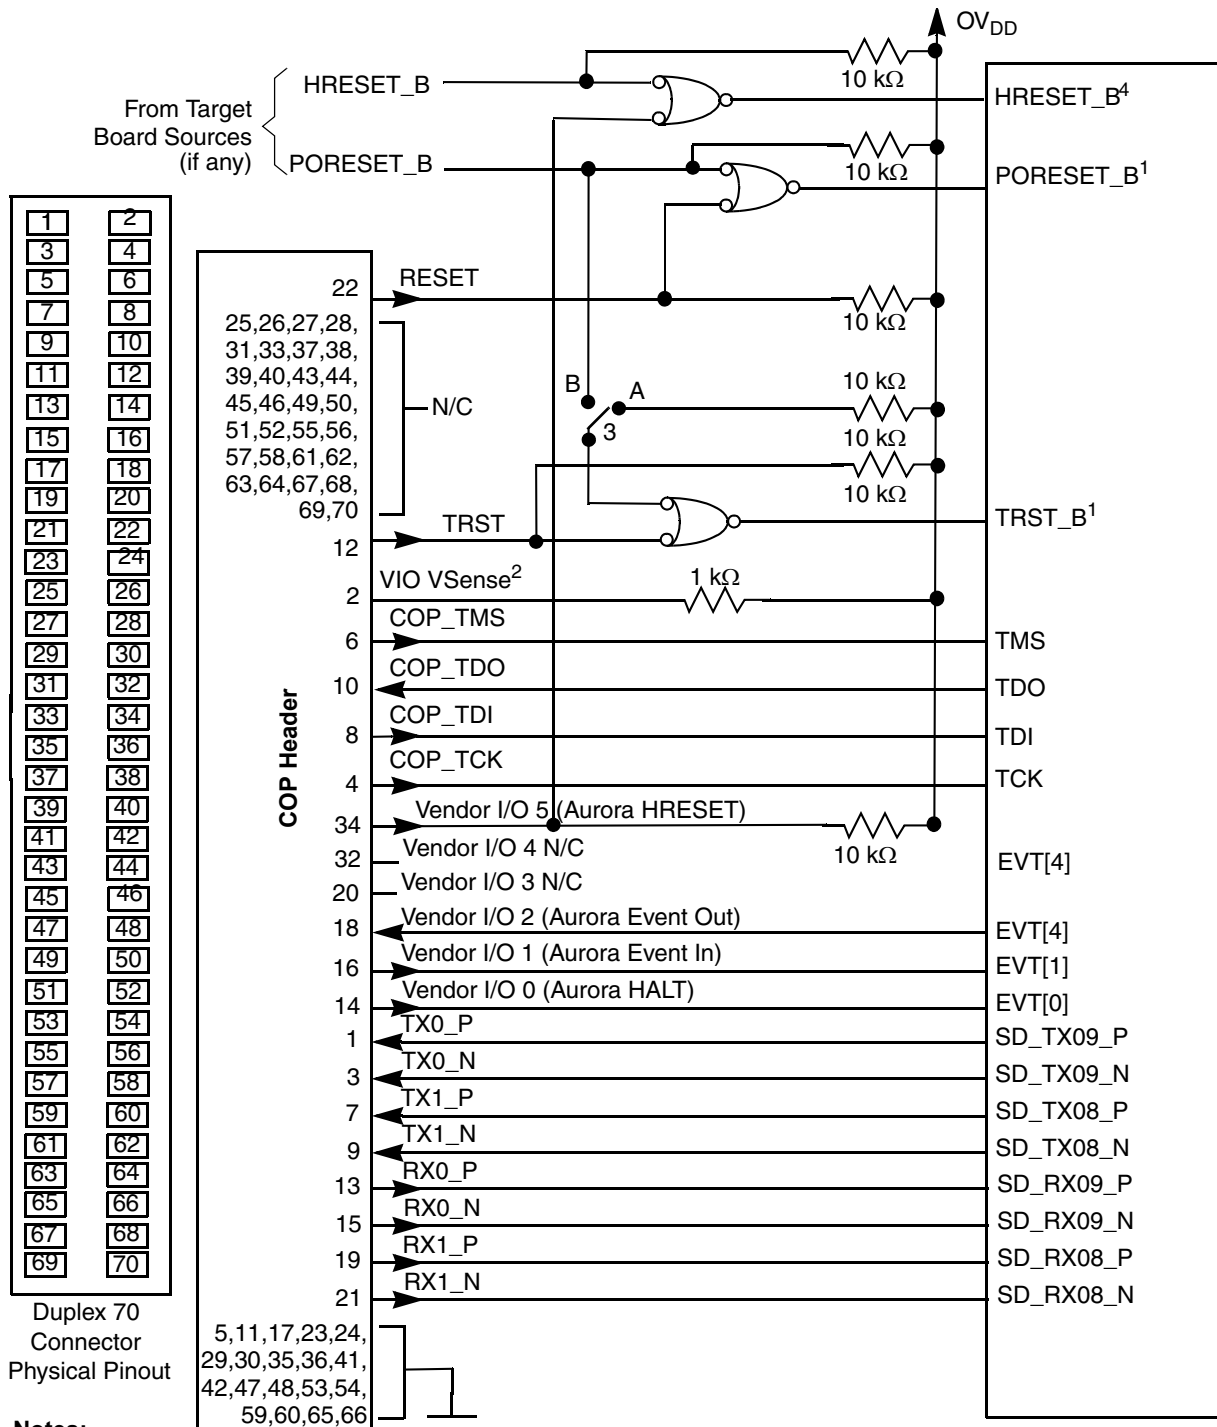 OVDD
10 kΩ
HRESET_B
HRESET_B4
From Target
Board Sources
(if any)
10 kΩ
PORESET_B
PORESET_B1
1 2
3 4
5 6
7 8
9 10
11 12
13 14
15 16
17 18
19 20
21 22
23 24
25 26
27 28
29 30
31 32
33 34
35 36
37 38
39 40
41 42
43 44
45 46
47 48
49 50
51 52
53 54
55 56
57 58
59 60
61 62
63 64
65 66
67 68
69 70
Duplex 70
Connector
Physical Pinout
COP Header
22 RESET
10 kΩ
25,26,27,28,
31,33,37,38,
39,40,43,44,
45,46,49,50,
51,52,55,56,
57,58,61,62,
63,64,67,68,
69,70
N/C
B A
3
10 kΩ
10 kΩ
10 kΩ
12 TRST
TRST_B1
2 VIO VSense2
1 kΩ
6 COP_TMS TMS
10 COP_TDO TDO
8 COP_TDI TDI
4 COP_TCK TCK
34 Vendor I/O 5 (Aurora HRESET)
10 kΩ
32 Vendor I/O 4 N/C EVT[4]
20 Vendor I/O 3 N/C
18 Vendor I/O 2 (Aurora Event Out) EVT[4]
16 Vendor I/O 1 (Aurora Event In) EVT[1]
14 Vendor I/O 0 (Aurora HALT) EVT[0]
1 TX0_P SD_TX09_P
3 TX0_N SD_TX09_N
7 TX1_P SD_TX08_P
9 TX1_N SD_TX08_N
13 RX0_P SD_RX09_P
15 RX0_N SD_RX09_N
19 RX1_P SD_RX08_P
21 RX1_N SD_RX08_N
5,11,17,23,24,
29,30,35,36,41,
42,47,48,53,54,
59,60,65,66
Notes: